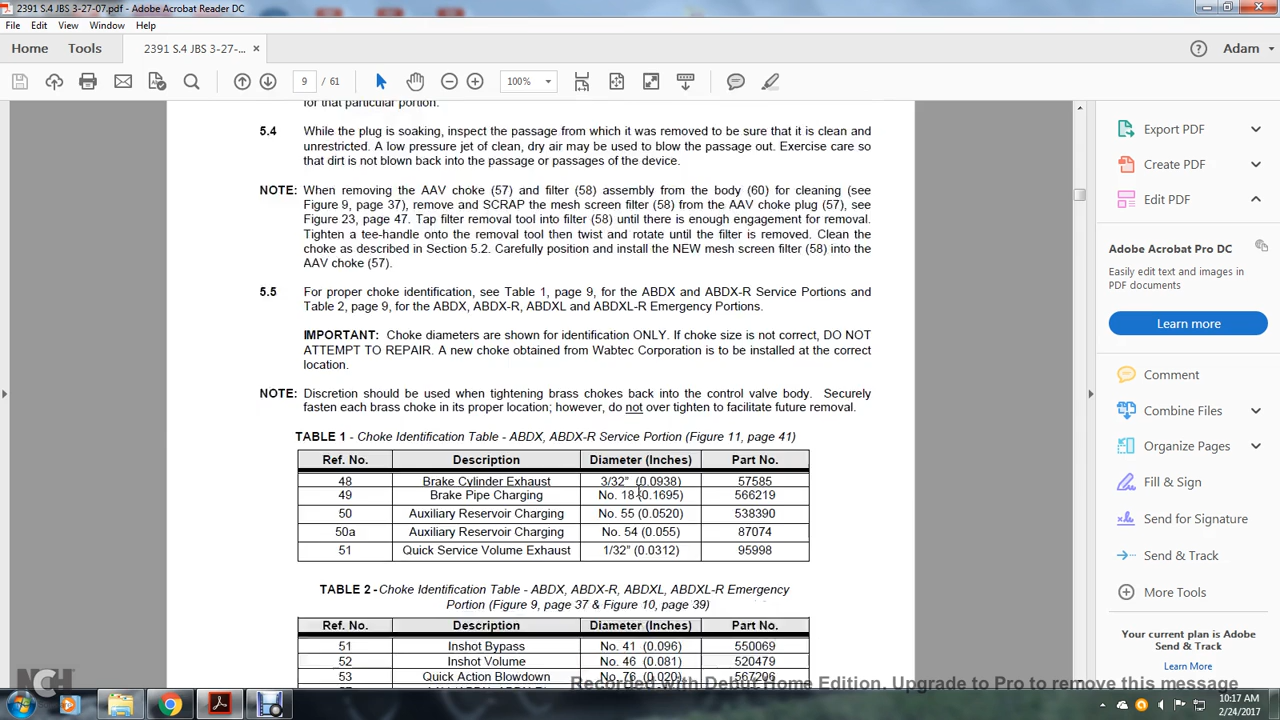 2391 S.4 JBS 3-27-07.pdf - Adobe Acrobat Reader DC
File Edit View Window Help
Home Tools 2391 S.4 JBS 3-27-... × Adam
9 / 61 100%
for that particular portion.
5.4 While the plug is soaking, inspect the passage from which it was removed to be sure that it is clean and
unrestricted. A low pressure jet of clean, dry air may be used to blow the passage out. Exercise care so
that dirt is not blown back into the passage or passages of the device.
NOTE: When removing the AAV choke (57) and filter (58) assembly from the body (60) for cleaning (see
Figure 9, page 37), remove and SCRAP the mesh screen filter (58) from the AAV choke plug (57), see
Figure 23, page 47. Tap filter removal tool into filter (58) until there is enough engagement for removal.
Tighten a tee-handle onto the removal tool then twist and rotate until the filter is removed. Clean the
choke as described in Section 5.2. Carefully position and install the NEW mesh screen filter (58) into the
AAV choke (57).
5.5 For proper choke identification, see Table 1, page 9, for the ABDX and ABDX-R Service Portions and
Table 2, page 9, for the ABDX, ABDX-R, ABDXL and ABDXL-R Emergency Portions.
IMPORTANT: Choke diameters are shown for identification ONLY. If choke size is not correct, DO NOT
ATTEMPT TO REPAIR. A new choke obtained from Wabtec Corporation is to be installed at the correct
location.
NOTE: Discretion should be used when tightening brass chokes back into the control valve body. Securely
fasten each brass choke in its proper location; however, do not over tighten to facilitate future removal.
TABLE 1 - Choke Identification Table - ABDX, ABDX-R Service Portion (Figure 11, page 41)
Ref. No. Description Diameter (Inches) Part No.
48 Brake Cylinder Exhaust 3/32" (0.0938) 57585
49 Brake Pipe Charging No. 18 (0.1695) 566219
50 Auxiliary Reservoir Charging No. 55 (0.0520) 538390
50a Auxiliary Reservoir Charging No. 54 (0.055) 87074
51 Quick Service Volume Exhaust 1/32" (0.0312) 95998
TABLE 2 - Choke Identification Table - ABDX, ABDX-R, ABDXL, ABDXL-R Emergency
Portion (Figure 9, page 37 & Figure 10, page 39)
Ref. No. Description Diameter (Inches) Part No.
51 Inshot Bypass No. 41 (0.096) 550069
52 Inshot Volume No. 46 (0.081) 520479
53 Quick Action Blowdown No. 76 (0.020) 567206
Export PDF
Create PDF
Edit PDF
Adobe Acrobat Pro DC
Easily edit text and images in
PDF documents
Learn more
Comment
Combine Files
Organize Pages
Fill & Sign
Send for Signature
Send & Track
More Tools
Your current plan is Adobe
Send & Track
Learn More
NCH
Recorded with Debut Home Edition. Upgrade to Pro to remove this message
10:17 AM
2/24/2017